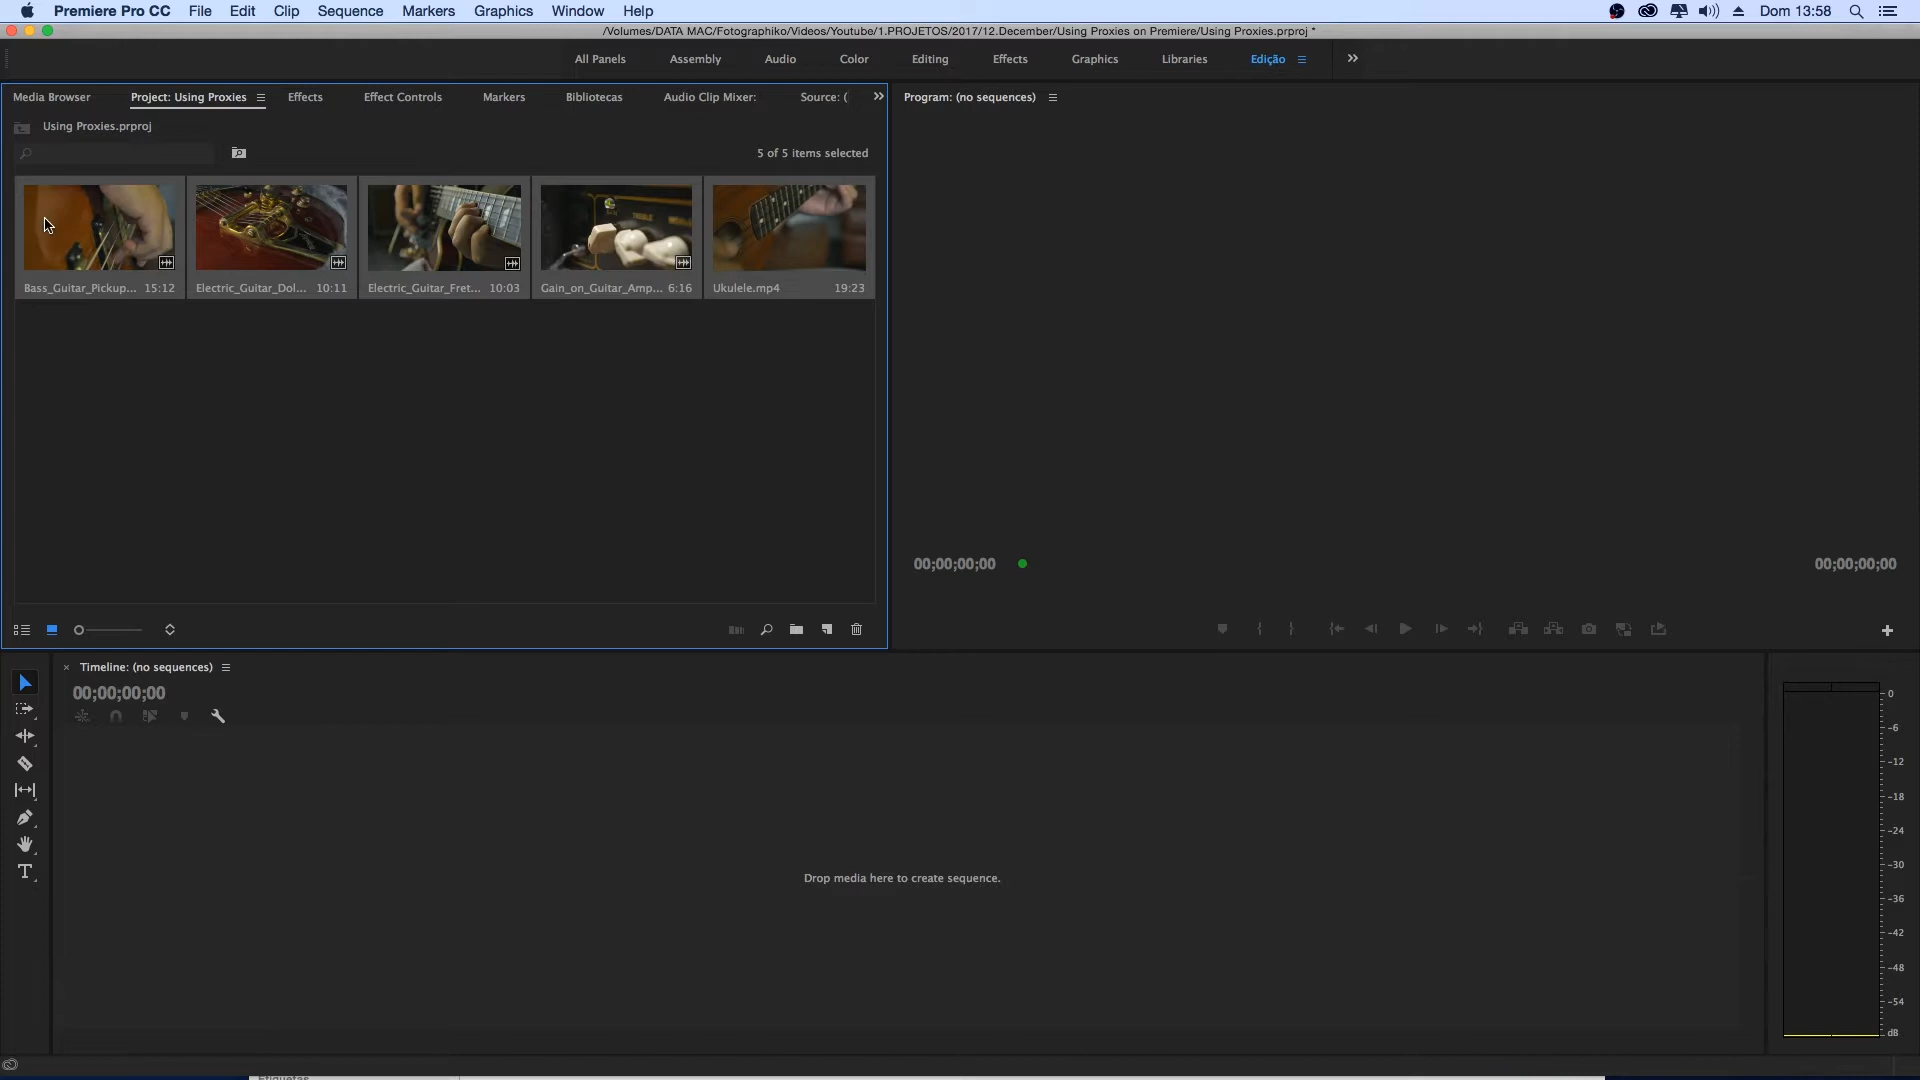 Premiere Pro CC File Edit Clip Sequence Markers Graphics Window Help Dom 13:58
/Volumes/DATA MAC/Fotographiko/Videos/Youtube/1.PROJETOS/2017/12.December/Using Proxies on Premiere/Using Proxies.prproj *
All Panels Assembly Audio Color Editing Effects Graphics Libraries Edição
Media Browser Project: Using Proxies Effects Effect Controls Markers Bibliotecas Audio Clip Mixer: Source: ( Program: (no sequences)
Using Proxies.prproj
5 of 5 items selected
Bass_Guitar_Pickup... 15:12 Electric_Guitar_Dol... 10:11 Electric_Guitar_Fret... 10:03 Gain_on_Guitar_Amp... 6:16 Ukulele.mp4 19:23
00;00;00;00 00;00;00;00
Timeline: (no sequences)
00;00;00;00
Drop media here to create sequence.
0
-6
-12
-18
-24
-30
-36
-42
-48
-54
dB
Etiquetas